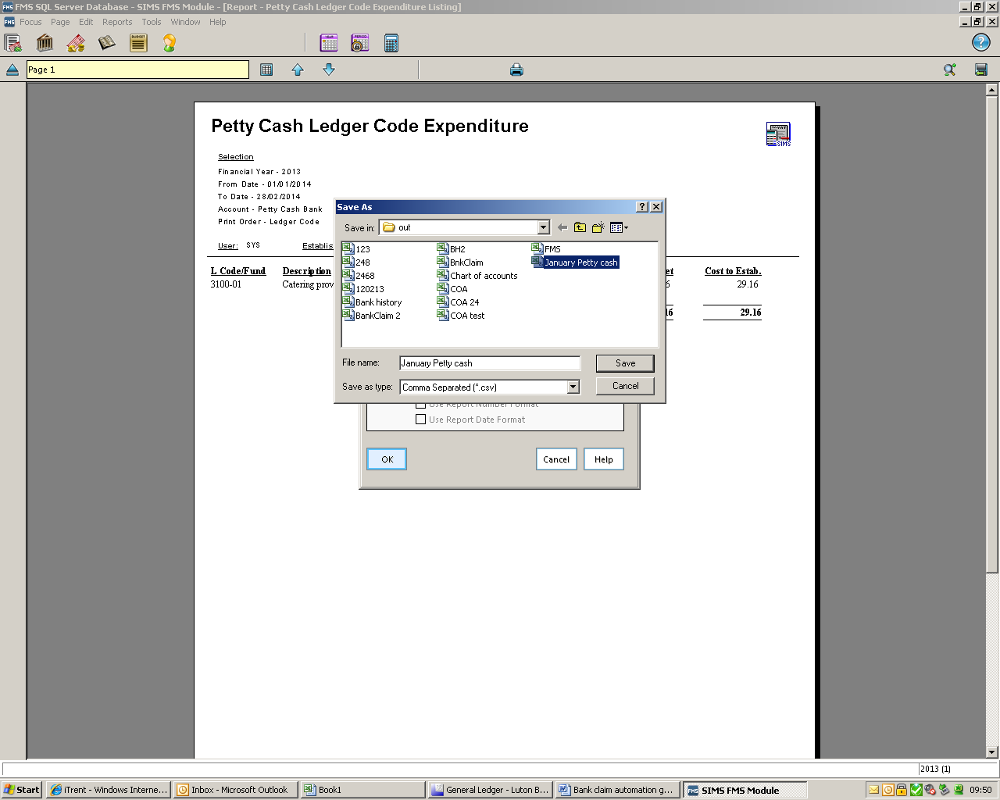 FMS SQL Server Database - SIMS FMS Module - [Report - Petty Cash Ledger Code Expenditure Listing]
Focus Page Edit Reports Tools Window Help
Page 1
Petty Cash Ledger Code Expenditure
SIMS
Selection
Financial Year - 2013
From Date - 01/01/2014
To Date - 28/02/2014
Account - Petty Cash Bank
Print Order - Ledger Code
User: SYS Establis
L Code/Fund Description et Cost to Estab.
3100-01 Catering prov 6 29.16
16 29.16
Save As
Save in: out
123 BH2 FMS
248 BnkClaim January Petty cash
2468 Chart of accounts
120213 COA
Bank history COA 24
BankClaim 2 COA test
File name: January Petty cash Save
Save as type: Comma Separated (*.csv) Cancel
Use Report Number Format
Use Report Date Format
OK Cancel Help
2013 (1)
Start iTrent - Windows Interne... Inbox - Microsoft Outlook Book1 General Ledger - Luton B... Bank claim automation g... FMS SIMS FMS Module 09:50